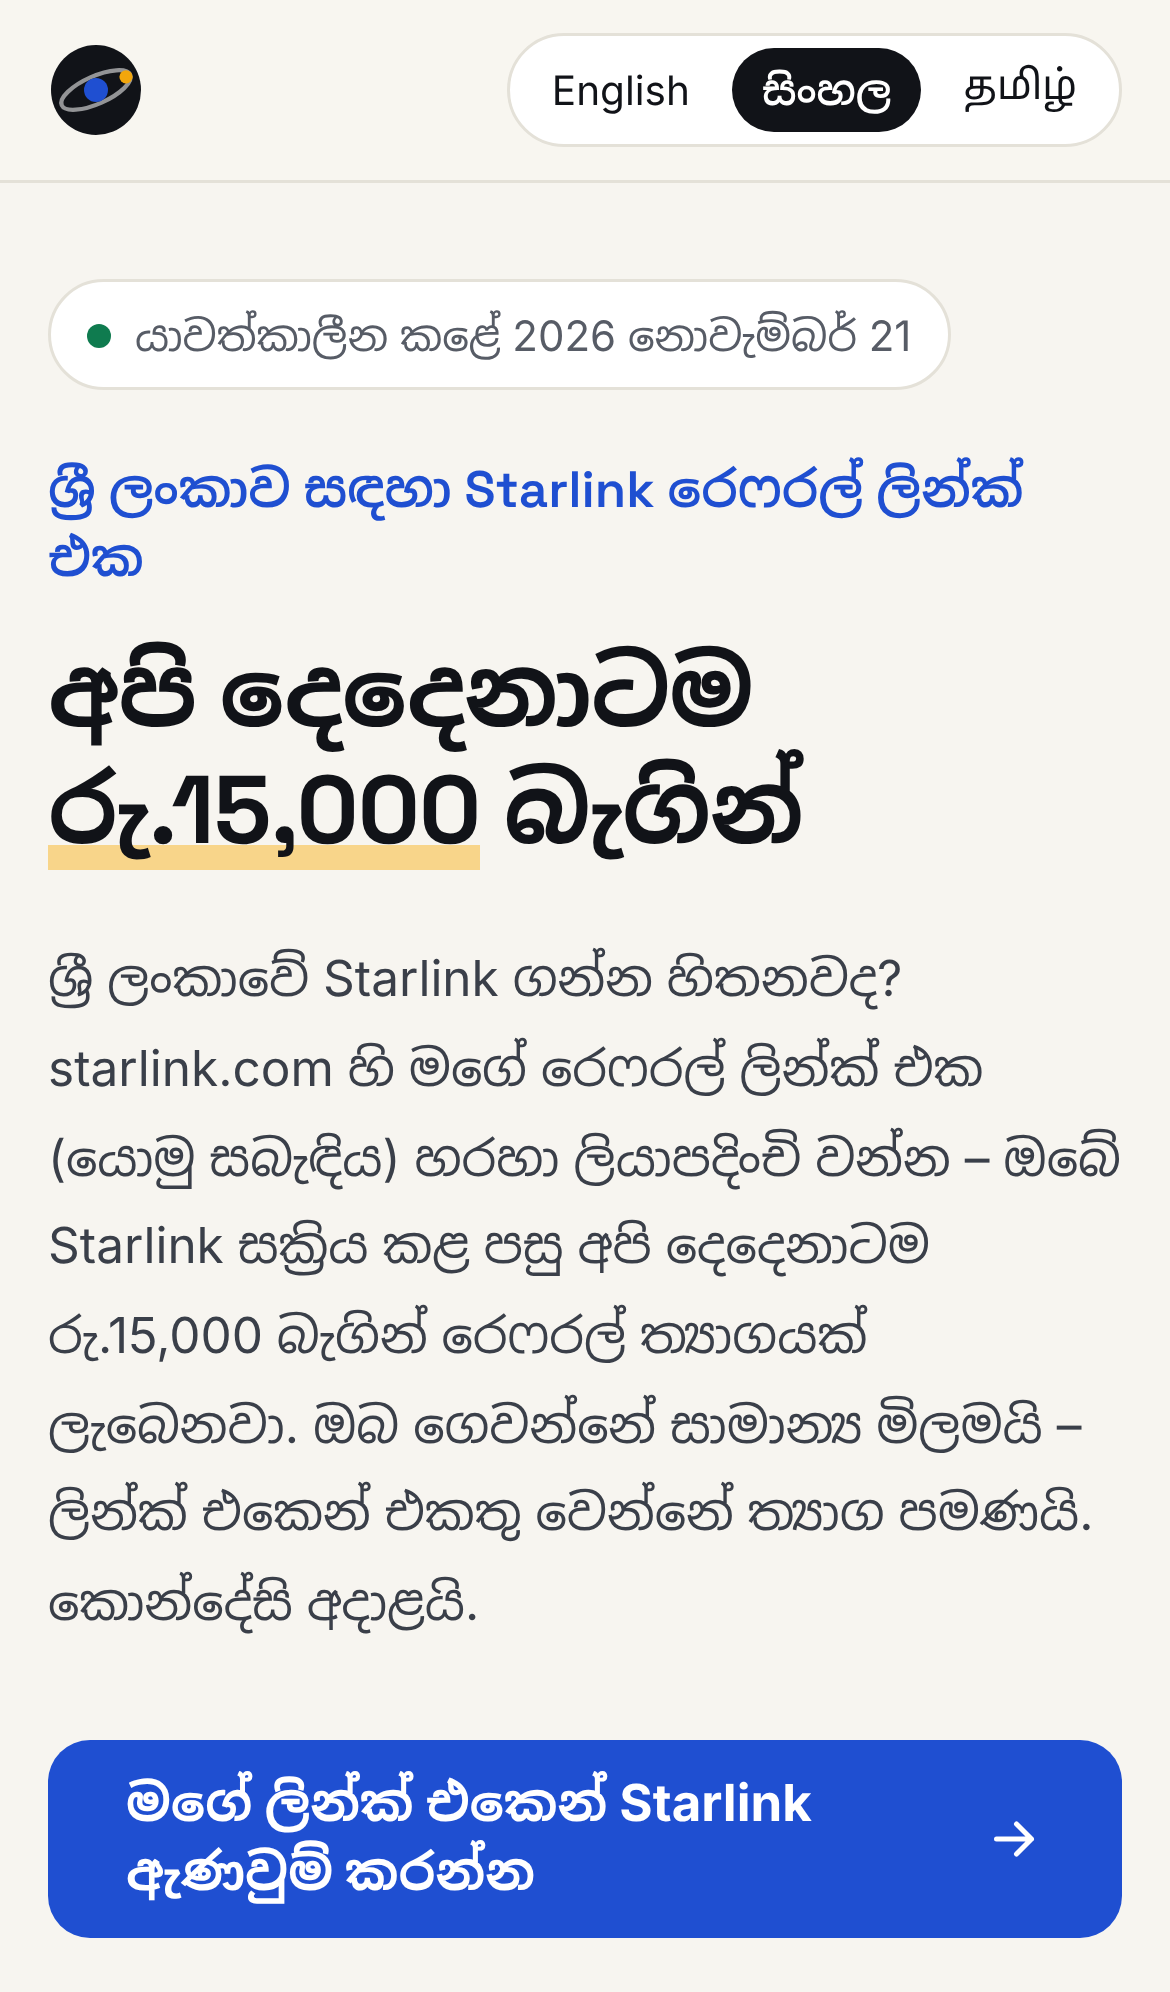 English සිංහල தமிழ்
යාවත්කාලීන කළේ 2026 නොවැම්බර් 21
ශ්‍රී ලංකාව සඳහා Starlink රෙෆරල් ලින්ක්
එක
අපි දෙදෙනාටම
රු.15,000 බැගින්
ශ්‍රී ලංකාවේ Starlink ගන්න හිතනවද?
starlink.com හි මගේ රෙෆරල් ලින්ක් එක
(යොමු සබැඳිය) හරහා ලියාපදිංචි වන්න – ඔබේ
Starlink සක්‍රිය කළ පසු අපි දෙදෙනාටම
රු.15,000 බැගින් රෙෆරල් ත්‍යාගයක්
ලැබෙනවා. ඔබ ගෙවන්නේ සාමාන්‍ය මිලමයි –
ලින්ක් එකෙන් එකතු වෙන්නේ ත්‍යාග පමණයි.
කොන්දේසි අදාළයි.
මගේ ලින්ක් එකෙන් Starlink
ඇණවුම් කරන්න →